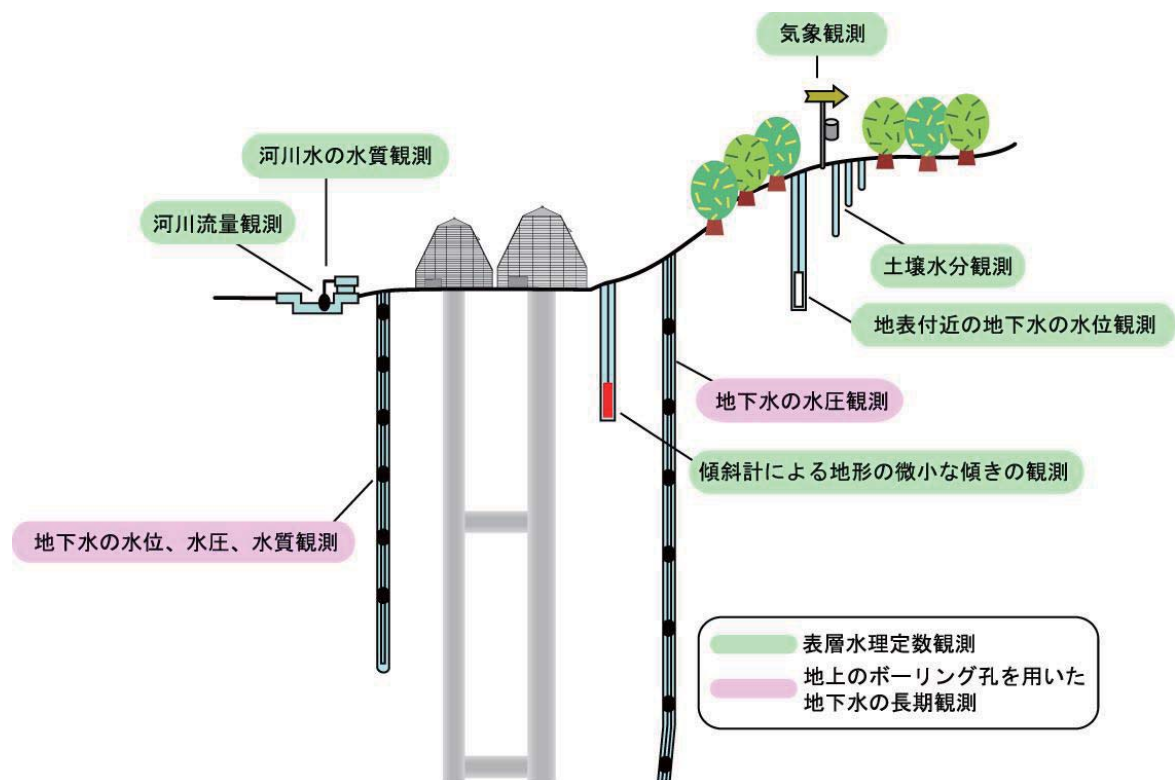 気象観測
河川水の水質観測
河川流量観測
土壌水分観測
地表付近の地下水の水位観測
地下水の水圧観測
傾斜計による地形の微小な傾きの観測
地下水の水位、水圧、水質観測
表層水理定数観測
地上のボーリング孔を用いた
地下水の長期観測